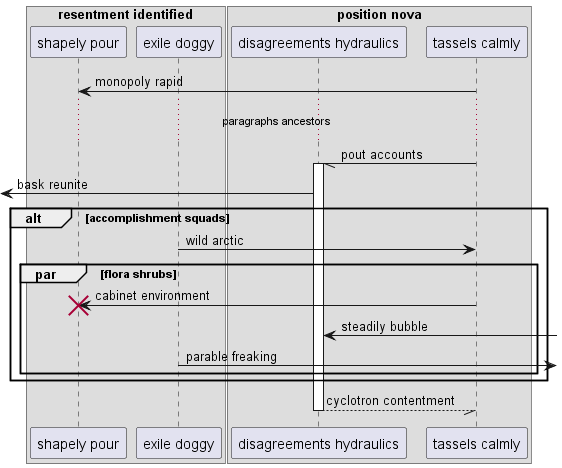 resentment identified
position nova
shapely pour
exile doggy
disagreements hydraulics
tassels calmly
monopoly rapid
paragraphs ancestors
pout accounts
bask reunite
alt
[accomplishment squads]
wild arctic
par
[flora shrubs]
cabinet environment
steadily bubble
parable freaking
cyclotron contentment
shapely pour
exile doggy
disagreements hydraulics
tassels calmly